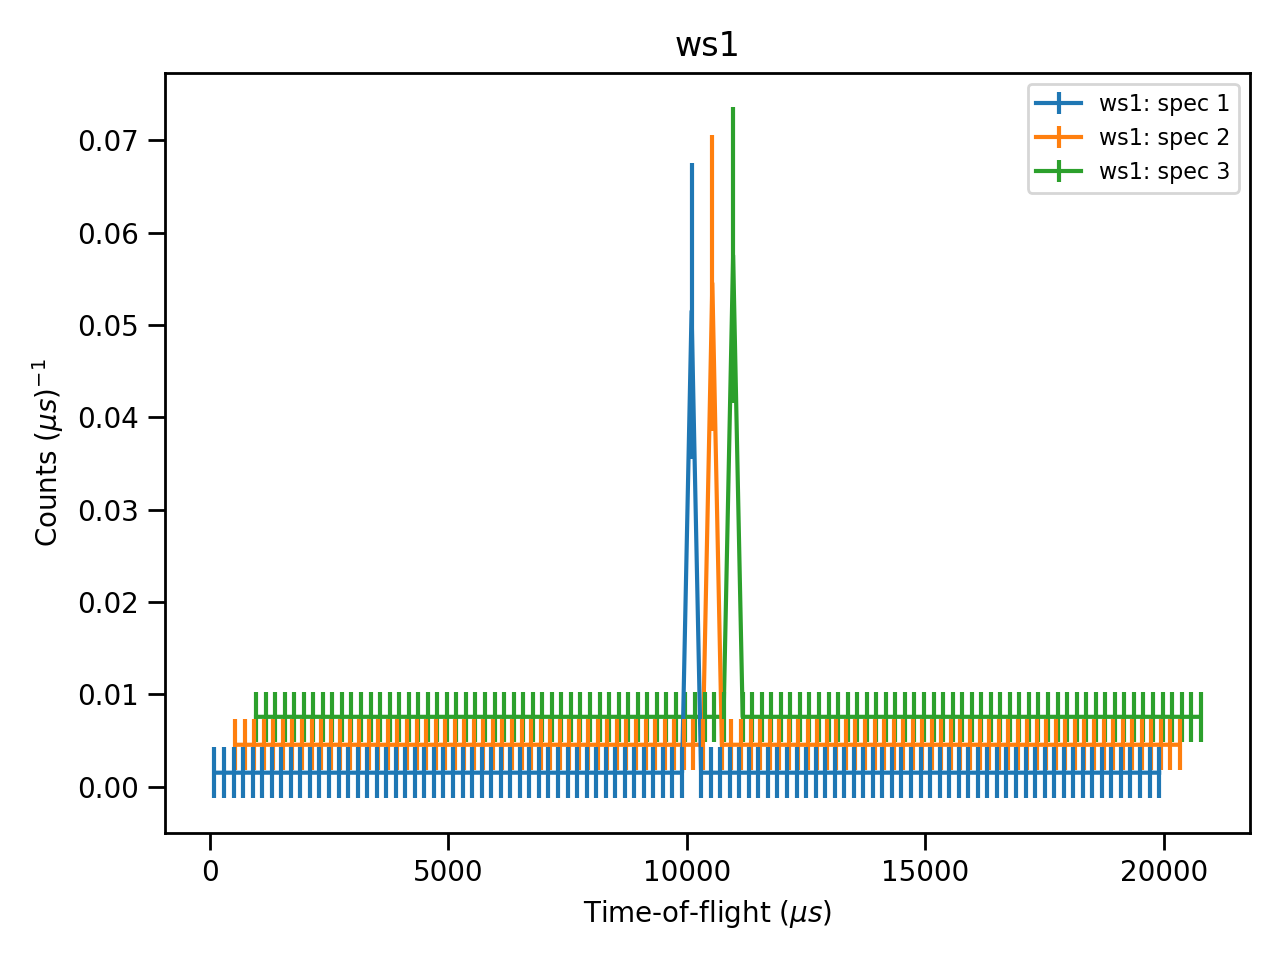 ws1
ws1: spec 1
ws1: spec 2
ws1: spec 3
0.07
0.06
0.05
0.04
0.03
0.02
0.01
0.00
Counts (μs)⁻¹
0 5000 10000 15000 20000
Time-of-flight (μs)